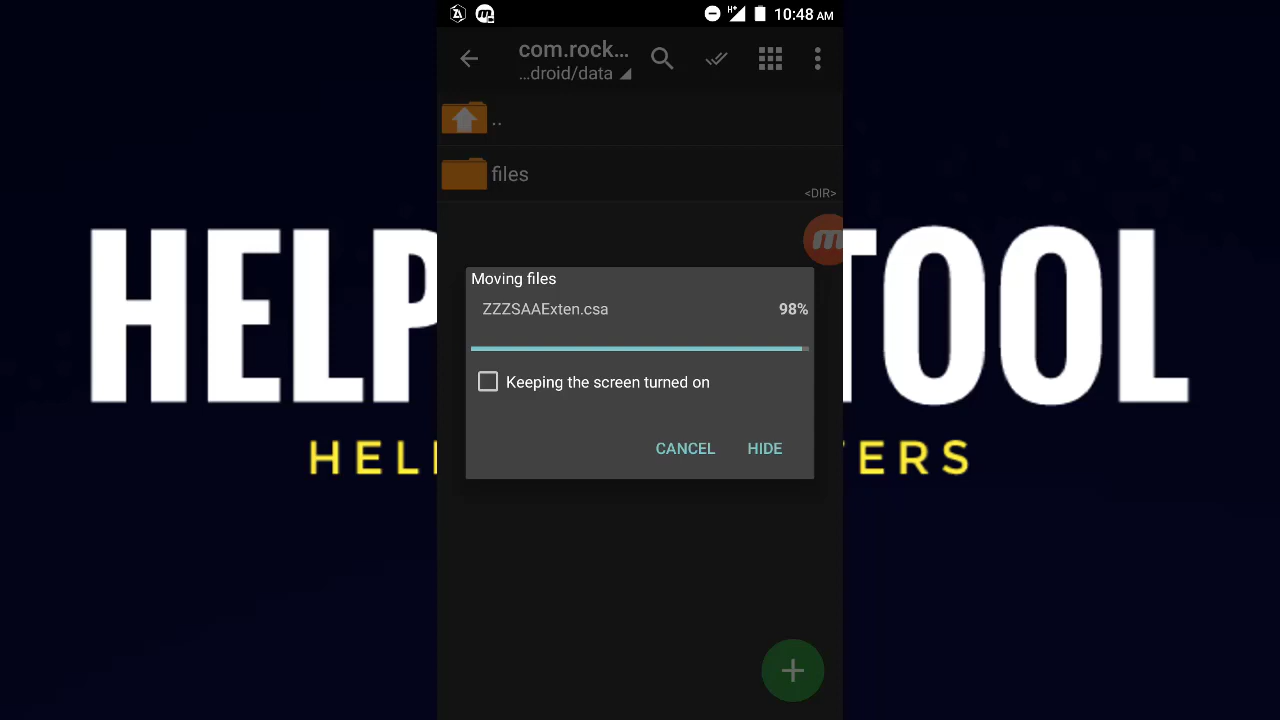 10:48 AM
com.rock...
...droid/data
..
files
<DIR>
HELP
TOOL
Moving files
ZZZSAAExten.csa 98%
Keeping the screen turned on
CANCEL HIDE
HEL
ERS